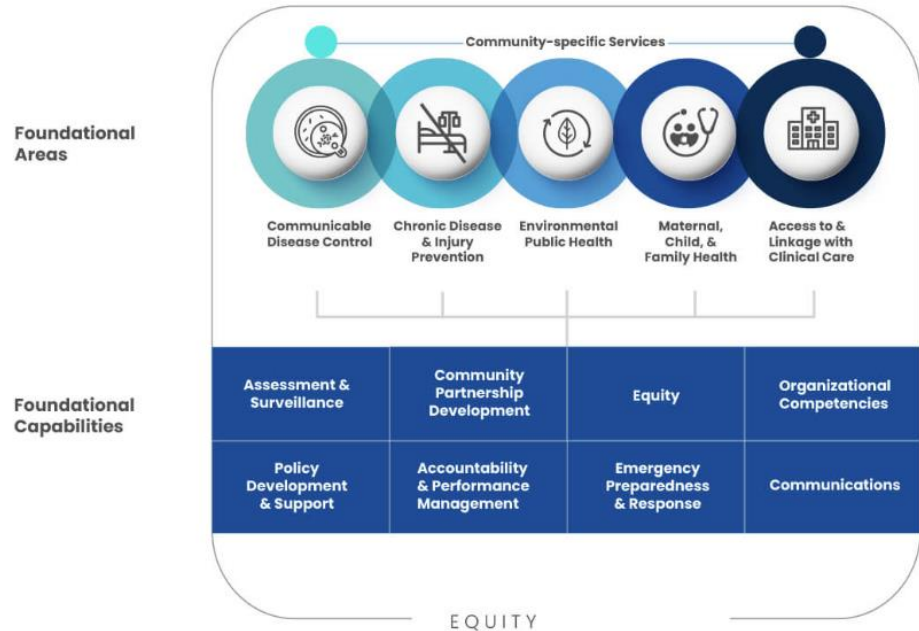 Community-specific Services
Foundational
Areas
Communicable
Disease Control
Chronic Disease
& Injury
Prevention
Environmental
Public Health
Maternal,
Child, &
Family Health
Access to &
Linkage with
Clinical Care
Foundational
Capabilities
Assessment &
Surveillance
Community
Partnership
Development
Equity
Organizational
Competencies
Policy
Development
& Support
Accountability
& Performance
Management
Emergency
Preparedness
& Response
Communications
EQUITY